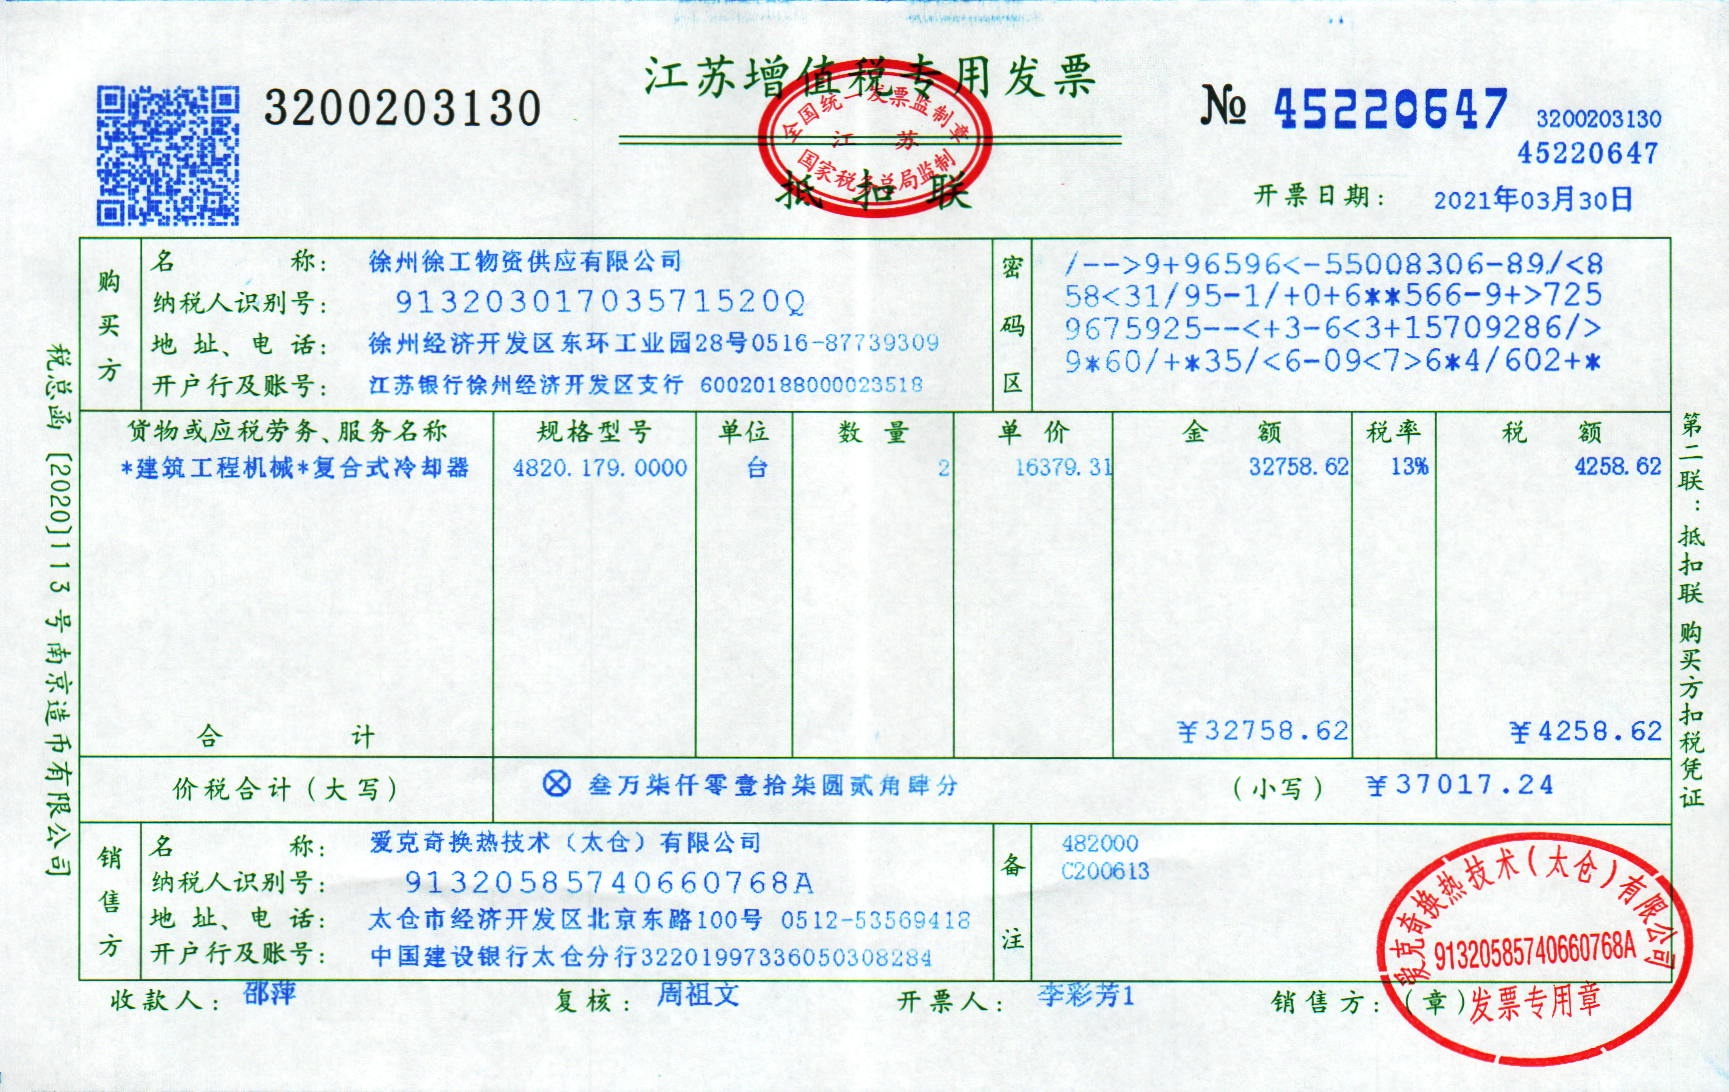 江苏增值税专用发票
3200203130
№ 45220647
3200203130
45220647
全国统一发票监制章
江 苏
国家税务总局监制
抵扣联
开票日期: 2021年03月30日
购买方
名 称: 徐州徐工物资供应有限公司
纳税人识别号: 91320301703571520Q
地 址、电 话: 徐州经济开发区东环工业园28号0516-87739309
开户行及账号: 江苏银行徐州经济开发区支行 60020188000023518
密码区
/-->9+96596<-55008306-89/<8
58<31/95-1/+0+6**566-9+>725
9675925--<+3-6<3+15709286/>
9*60/+*35/<6-09<7>6*4/602+*
货物或应税劳务、服务名称 规格型号 单位 数 量 单 价 金 额 税率 税 额
*建筑工程机械*复合式冷却器 4820.179.0000 台 2 16379.31 32758.62 13% 4258.62
合 计 ¥32758.62 ¥4258.62
价税合计(大写) ⊗ 叁万柒仟零壹拾柒圆贰角肆分 (小写) ¥37017.24
销售方
名 称: 爱克奇换热技术(太仓)有限公司
纳税人识别号: 91320585740660768A
地 址、电 话: 太仓市经济开发区北京东路100号 0512-53569418
开户行及账号: 中国建设银行太仓分行32201997336050308284
备注
482000
C200613
收款人: 邵萍 复核: 周祖文 开票人: 李彩芳1 销售方:(章)
爱克奇换热技术(太仓)有限公司
91320585740660768A
发票专用章
税总函[2020]113号南京造币有限公司
第二联:抵扣联 购买方扣税凭证